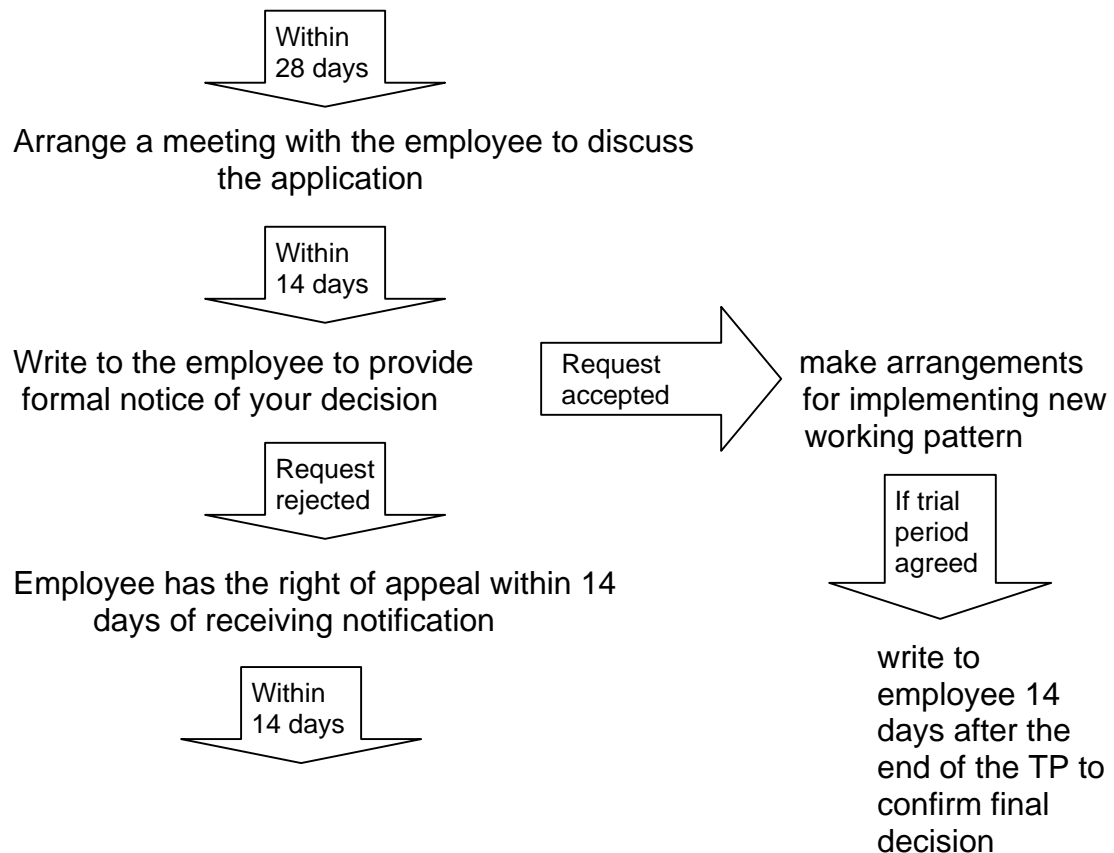 Within
28 days
Arrange a meeting with the employee to discuss
the application
Within
14 days
Write to the employee to provide
formal notice of your decision
Request
accepted
make arrangements
for implementing new
working pattern
Request
rejected
If trial
period
agreed
Employee has the right of appeal within 14
days of receiving notification
Within
14 days
write to
employee 14
days after the
end of the TP to
confirm final
decision